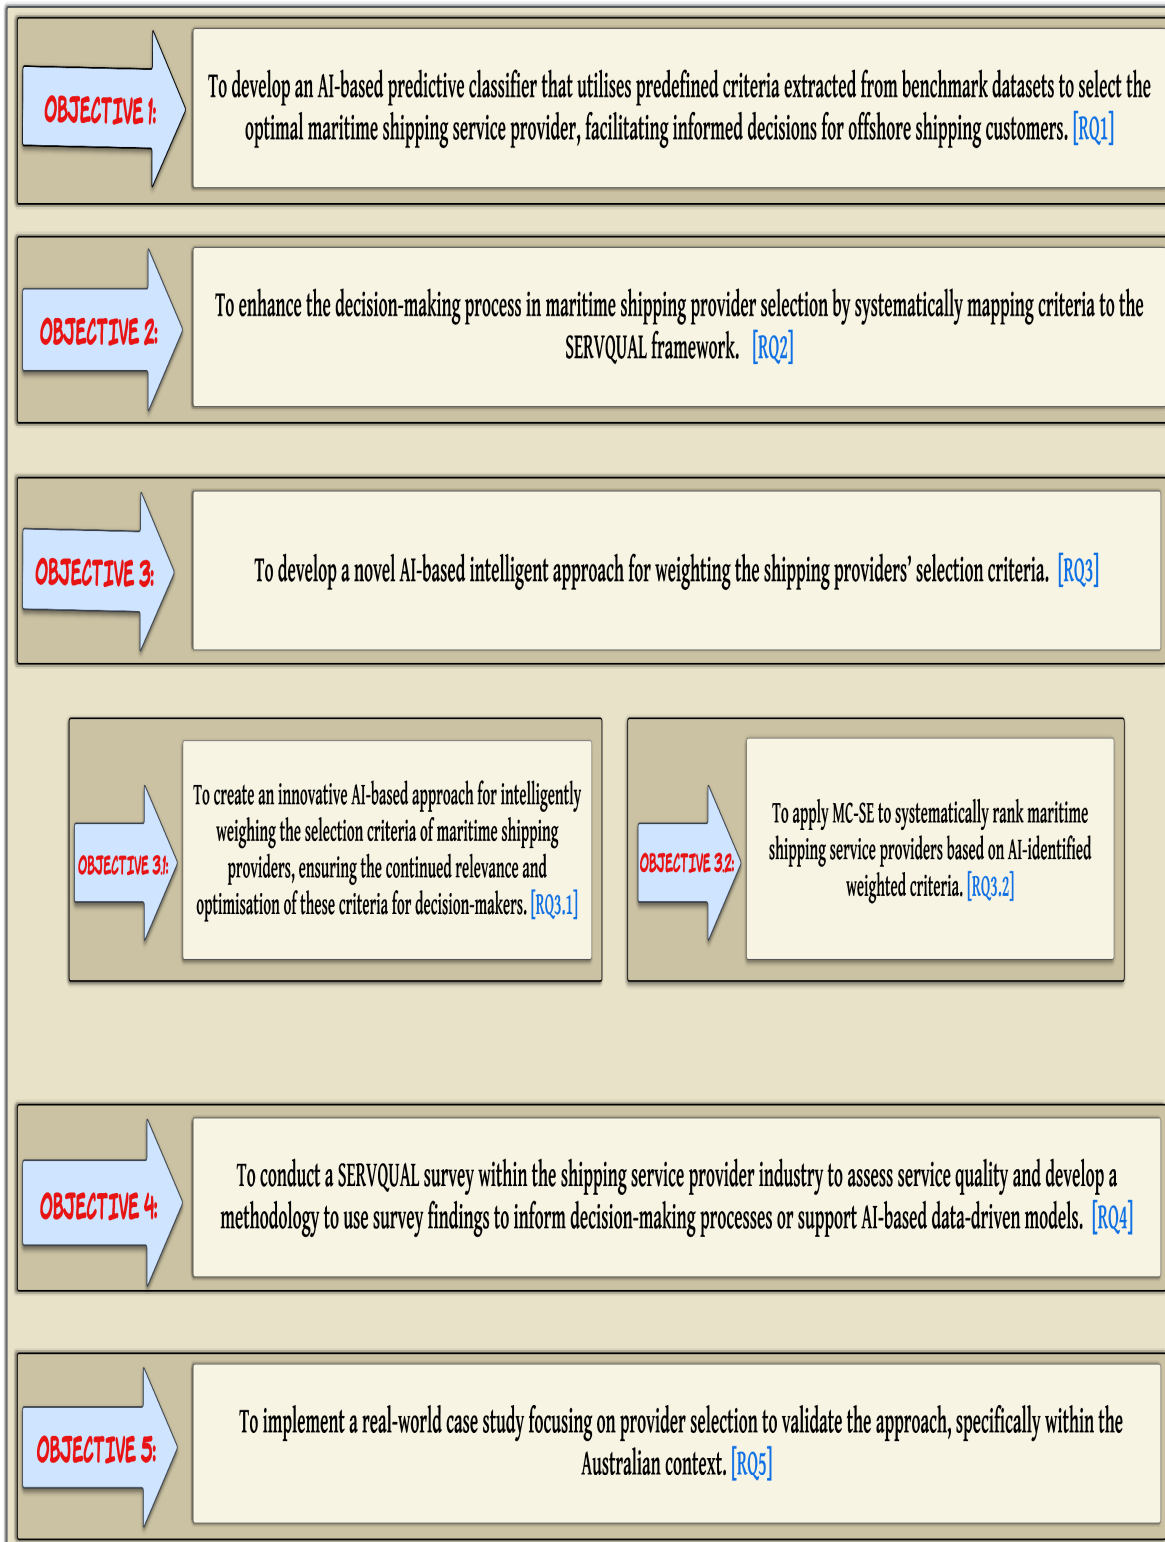 OBJECTIVE 1:
To develop an AI-based predictive classifier that utilises predefined criteria extracted from benchmark datasets to select the
optimal maritime shipping service provider, facilitating informed decisions for offshore shipping customers. [RQ1]
OBJECTIVE 2:
To enhance the decision-making process in maritime shipping provider selection by systematically mapping criteria to the
SERVQUAL framework. [RQ2]
OBJECTIVE 3:
To develop a novel AI-based intelligent approach for weighting the shipping providers’ selection criteria. [RQ3]
OBJECTIVE 3.1:
To create an innovative AI-based approach for intelligently
weighing the selection criteria of maritime shipping
providers, ensuring the continued relevance and
optimisation of these criteria for decision-makers. [RQ3.1]
OBJECTIVE 3.2:
To apply MC-SE to systematically rank maritime
shipping service providers based on AI-identified
weighted criteria. [RQ3.2]
OBJECTIVE 4:
To conduct a SERVQUAL survey within the shipping service provider industry to assess service quality and develop a
methodology to use survey findings to inform decision-making processes or support AI-based data-driven models. [RQ4]
OBJECTIVE 5:
To implement a real-world case study focusing on provider selection to validate the approach, specifically within the
Australian context. [RQ5]